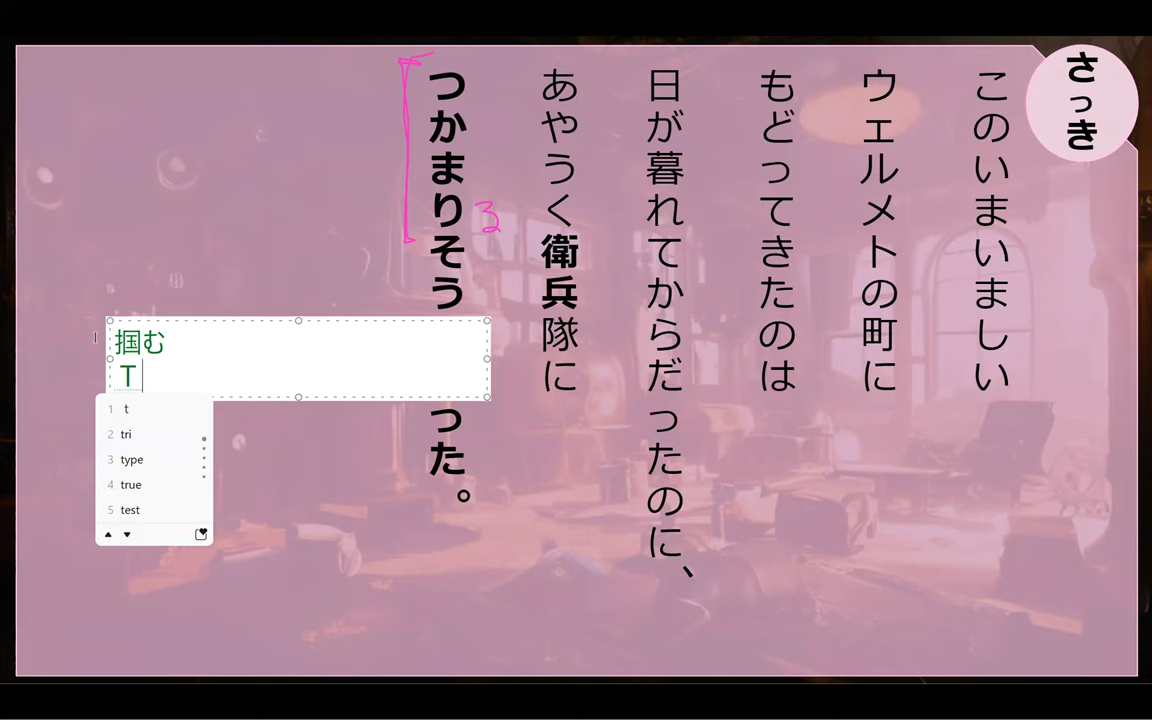 さっき
このいまいましい
ウェルメトの町に
もどってきたのは
日が暮れてからだったのに、
あやうく衛兵隊に
つかまりそう
った。
る
掴む
T
1 t
2 tri
3 type
4 true
5 test